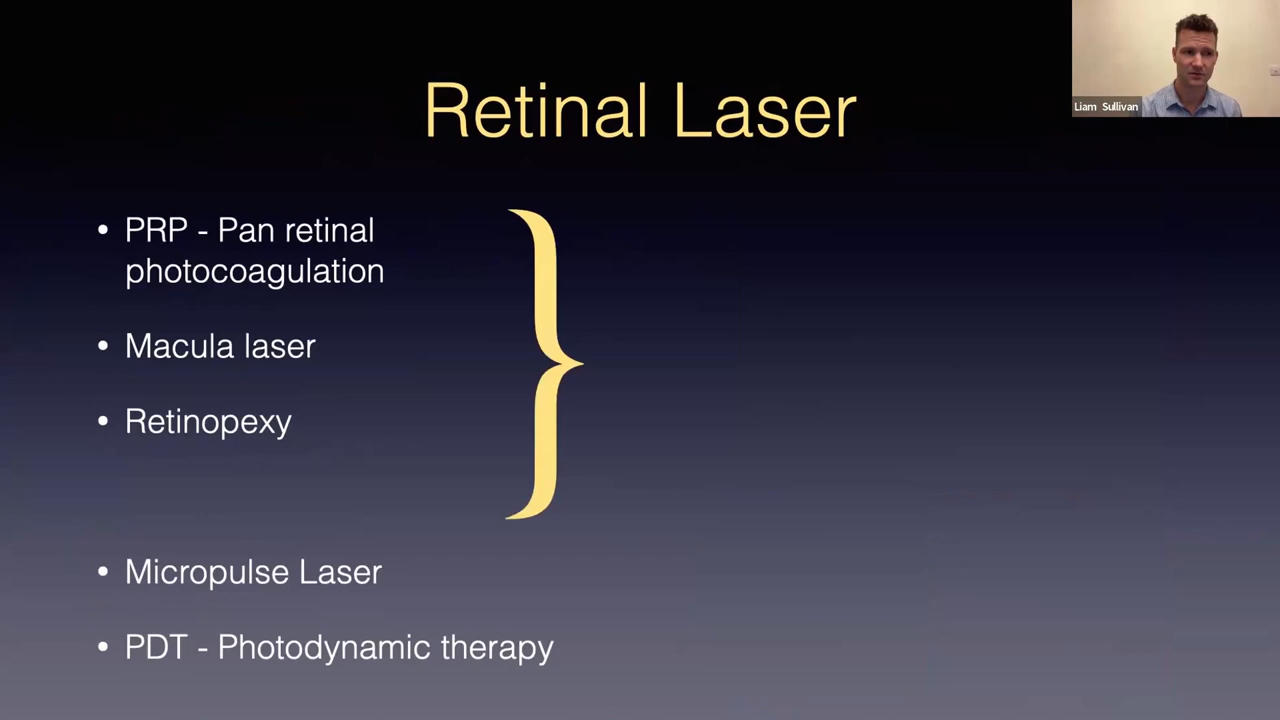 Liam Sullivan
Retinal Laser
• PRP - Pan retinal
photocoagulation
• Macula laser
• Retinopexy
• Micropulse Laser
• PDT - Photodynamic therapy